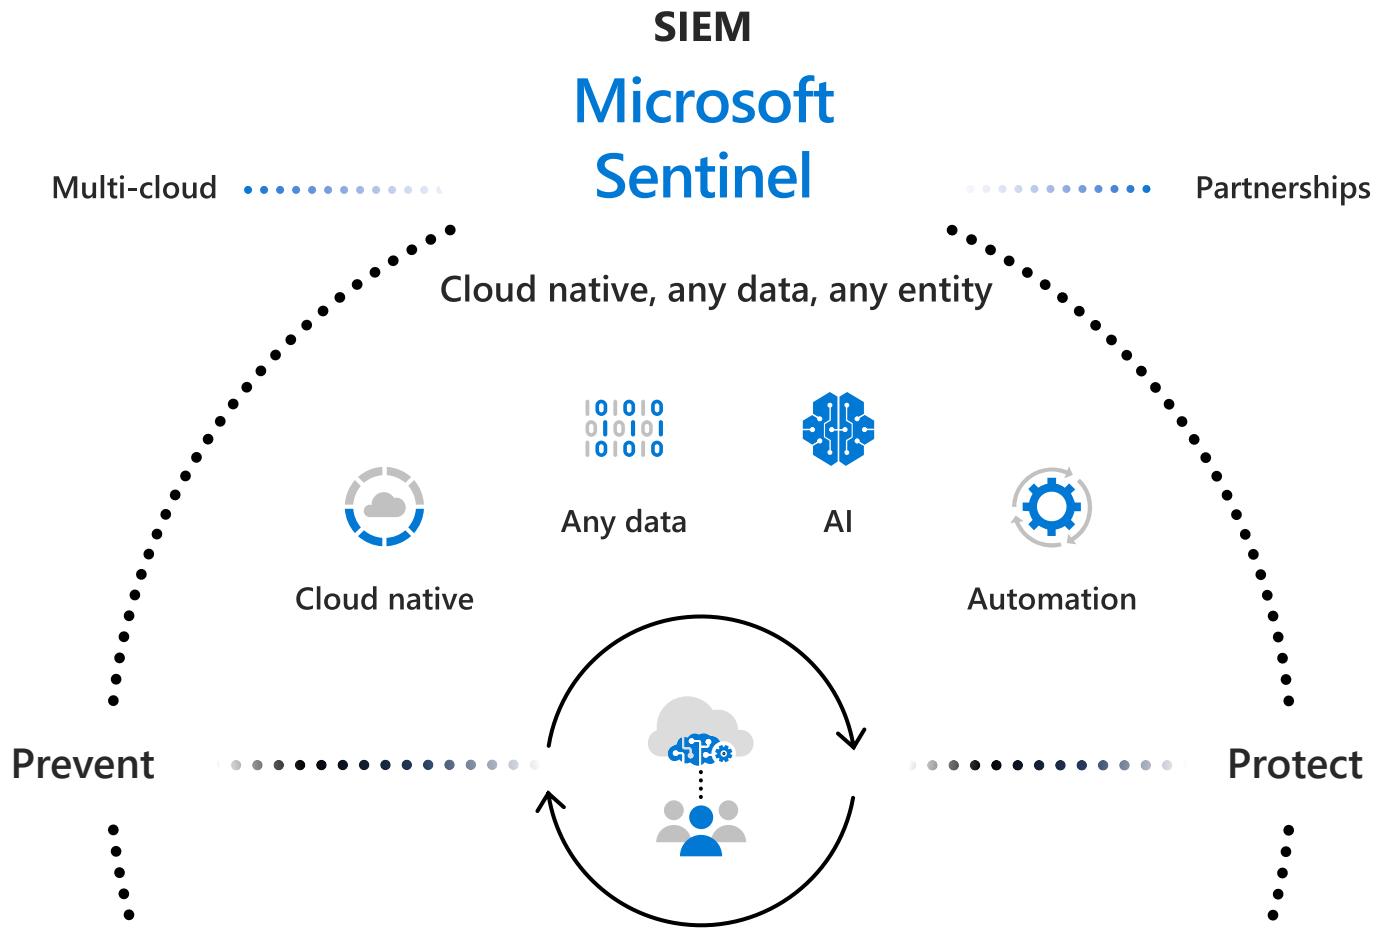 SIEM
Microsoft
Sentinel
Multi-cloud
Partnerships
Cloud native, any data, any entity
Any data
AI
Cloud native
Automation
Prevent
Protect